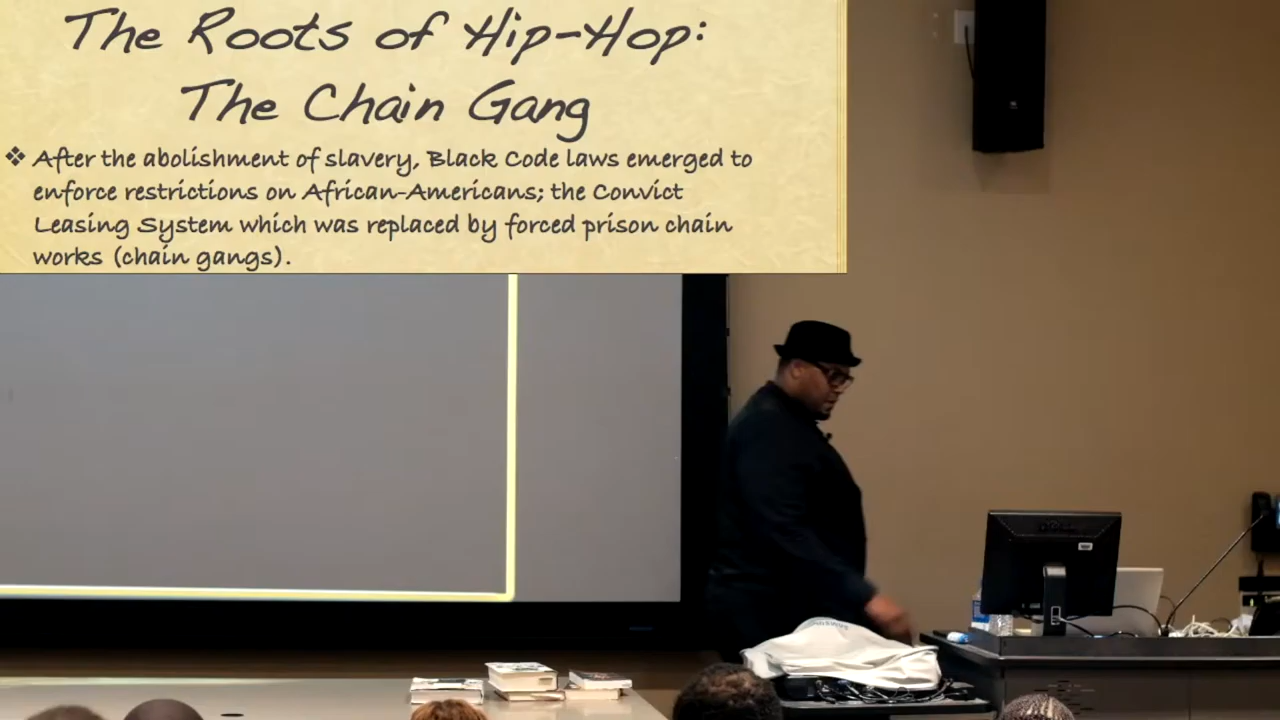 The Roots of Hip-Hop:
The Chain Gang
❖ After the abolishment of slavery, Black Code laws emerged to
enforce restrictions on African-Americans; the Convict
Leasing System which was replaced by forced prison chain
works (chain gangs).